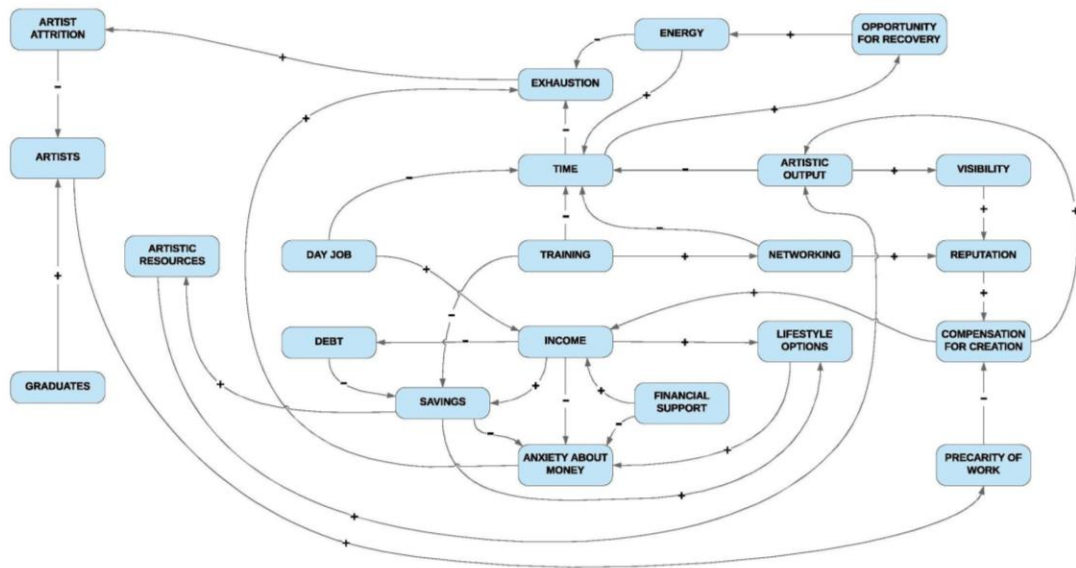 ARTIST
ATTRITION
ENERGY
OPPORTUNITY
FOR RECOVERY
EXHAUSTION
ARTISTS
TIME
ARTISTIC
OUTPUT
VISIBILITY
ARTISTIC
RESOURCES
DAY JOB
TRAINING
NETWORKING
REPUTATION
DEBT
INCOME
LIFESTYLE
OPTIONS
COMPENSATION
FOR CREATION
GRADUATES
SAVINGS
FINANCIAL
SUPPORT
ANXIETY ABOUT
MONEY
PRECARITY OF
WORK